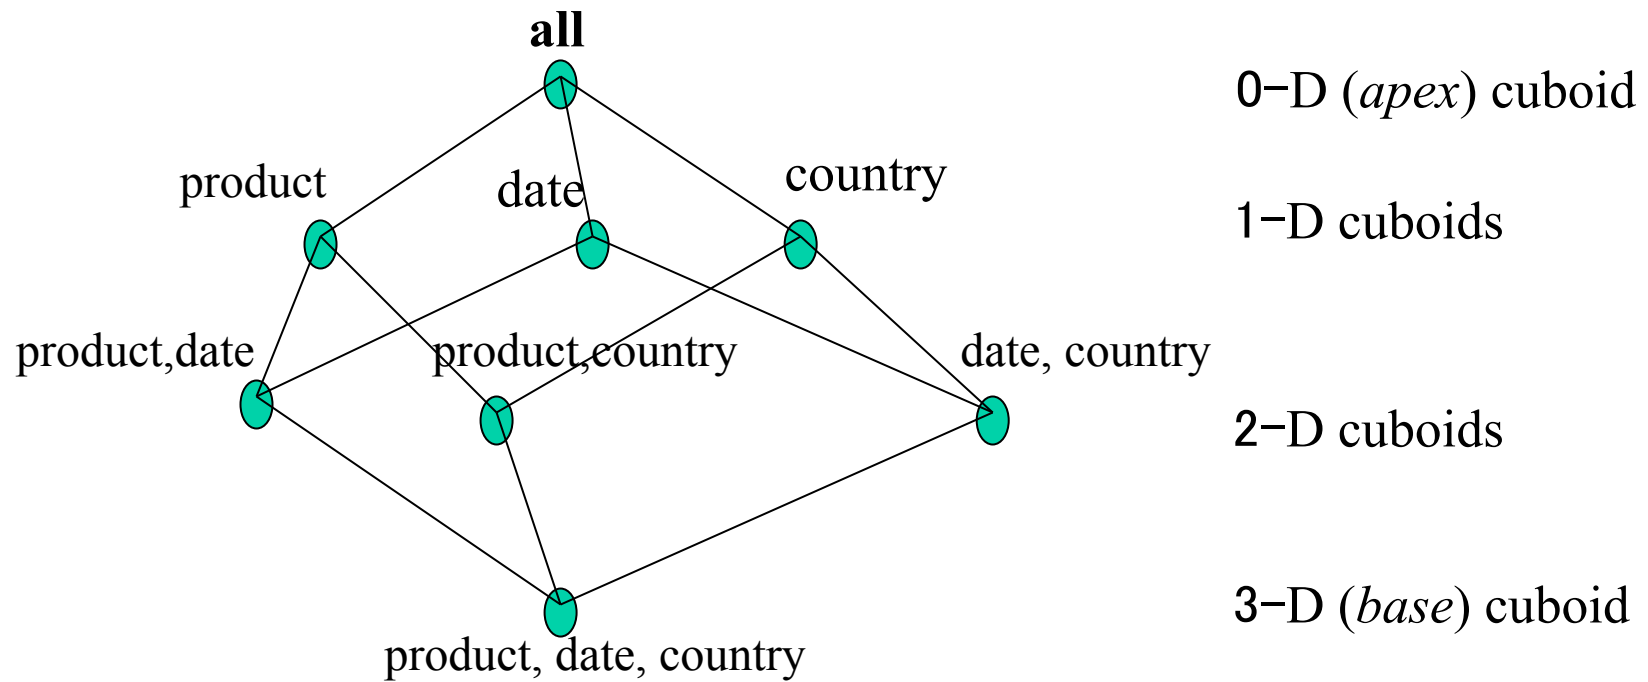 all
0-D (apex) cuboid
product
date
country
1-D cuboids
product,date
product,country
date, country
2-D cuboids
3-D (base) cuboid
product, date, country